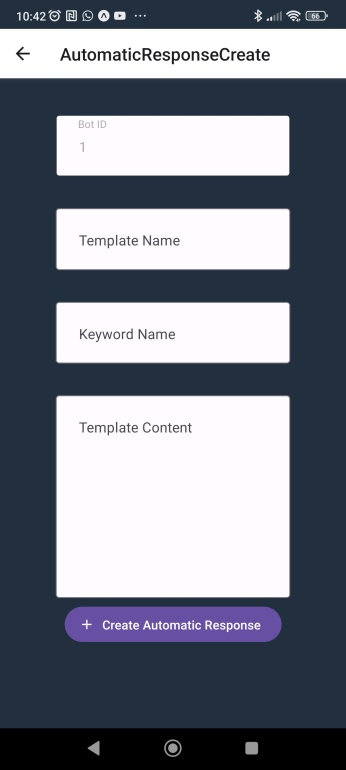 10:42
66
AutomaticResponseCreate
Bot ID
1
Template Name
Keyword Name
Template Content
+ Create Automatic Response